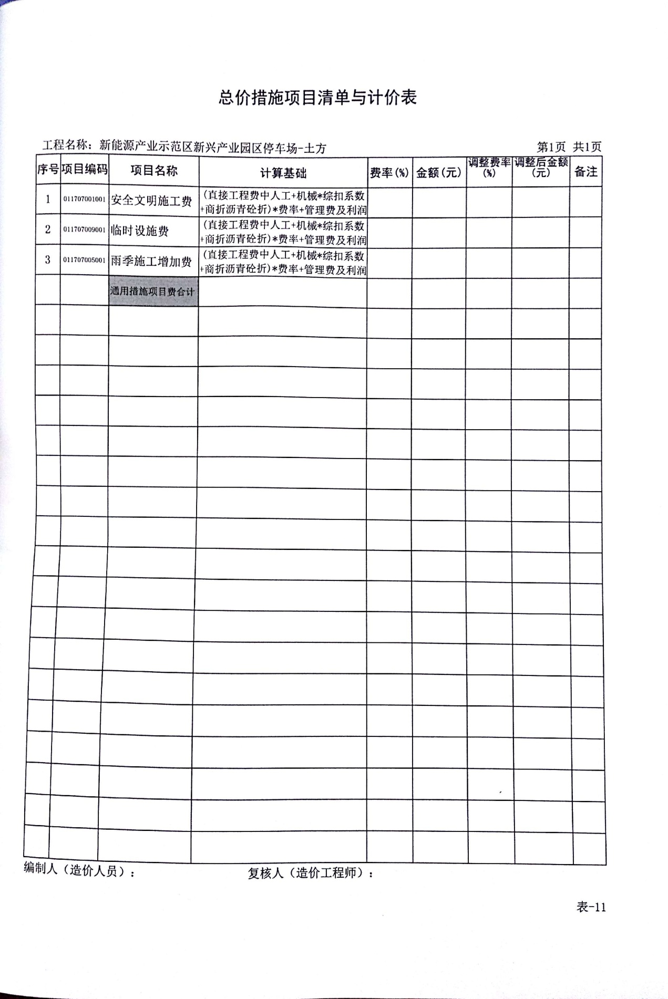 总价措施项目清单与计价表
工程名称：新能源产业示范区新兴产业园区停车场-土方 第1页 共1页
序号 项目编码 项目名称 计算基础 费率(%) 金额(元) 调整费率(%) 调整后金额(元) 备注
1 011707001001 安全文明施工费 (直接工程费中人工+机械*综扣系数
+商折沥青砼折)*费率+管理费及利润
2 011707009001 临时设施费 (直接工程费中人工+机械*综扣系数
+商折沥青砼折)*费率+管理费及利润
3 011707005001 雨季施工增加费 (直接工程费中人工+机械*综扣系数
+商折沥青砼折)*费率+管理费及利润
通用措施项目费合计
编制人（造价人员）： 复核人（造价工程师）：
表-11